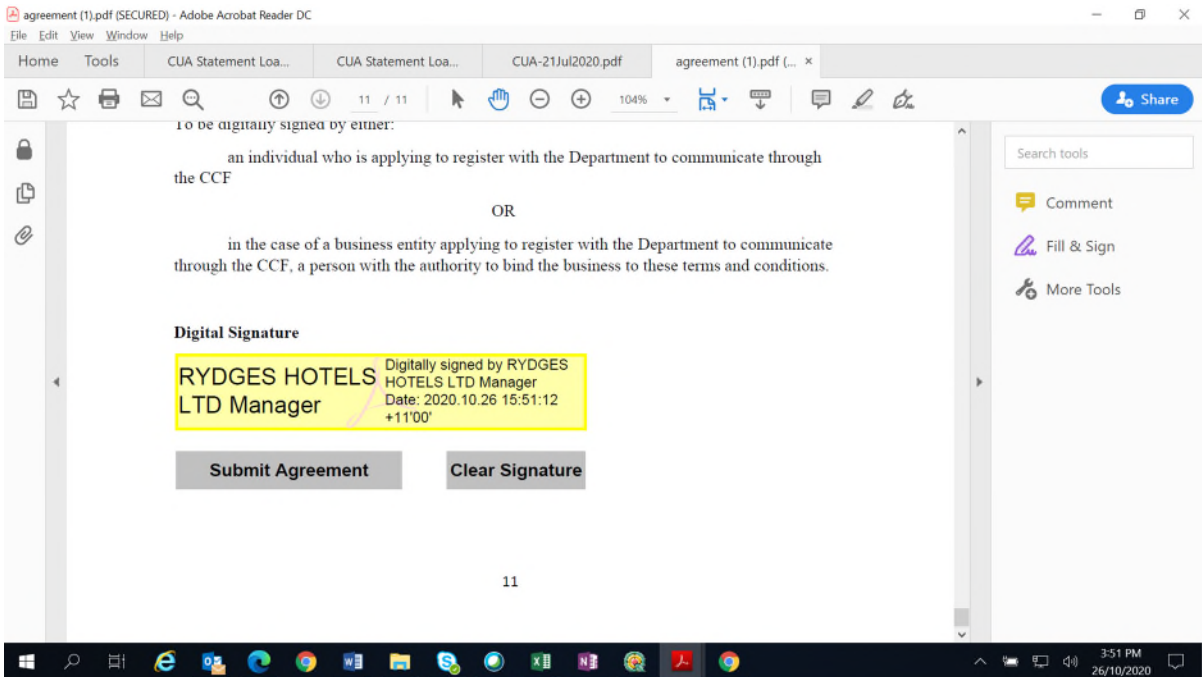 agreement (1).pdf (SECURED) - Adobe Acrobat Reader DC
File Edit View Window Help
Home Tools CUA Statement Loa... CUA Statement Loa... CUA-21Jul2020.pdf agreement (1).pdf (... ×
11 / 11 104% Share
To be digitally signed by either:
an individual who is applying to register with the Department to communicate through
the CCF
OR
in the case of a business entity applying to register with the Department to communicate
through the CCF, a person with the authority to bind the business to these terms and conditions.
Digital Signature
RYDGES HOTELS
LTD Manager
Digitally signed by RYDGES
HOTELS LTD Manager
Date: 2020.10.26 15:51:12
+11'00'
Submit Agreement Clear Signature
11
Search tools
Comment
Fill & Sign
More Tools
3:51 PM
26/10/2020